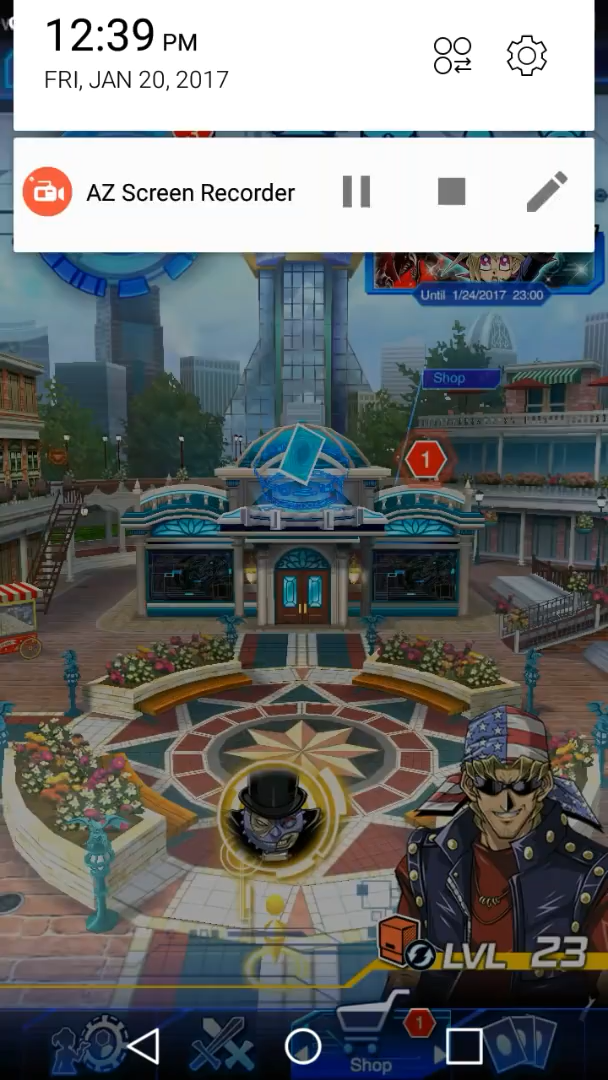 12:39 PM
FRI, JAN 20, 2017
AZ Screen Recorder
Until 1/24/2017 23:00
Shop
1
LVL 23
1
Shop